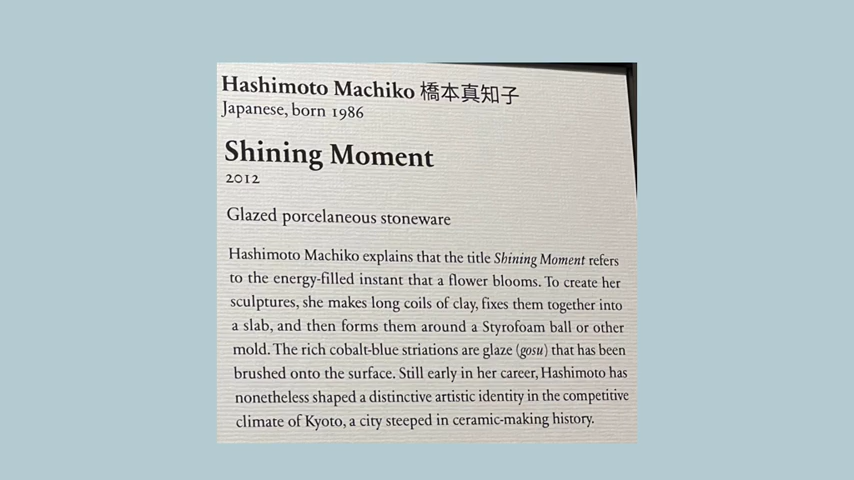 Hashimoto Machiko 橋本真知子
Japanese, born 1986
Shining Moment
2012
Glazed porcelaneous stoneware
Hashimoto Machiko explains that the title Shining Moment refers
to the energy-filled instant that a flower blooms. To create her
sculptures, she makes long coils of clay, fixes them together into
a slab, and then forms them around a Styrofoam ball or other
mold. The rich cobalt-blue striations are glaze (gosu) that has been
brushed onto the surface. Still early in her career, Hashimoto has
nonetheless shaped a distinctive artistic identity in the competitive
climate of Kyoto, a city steeped in ceramic-making history.